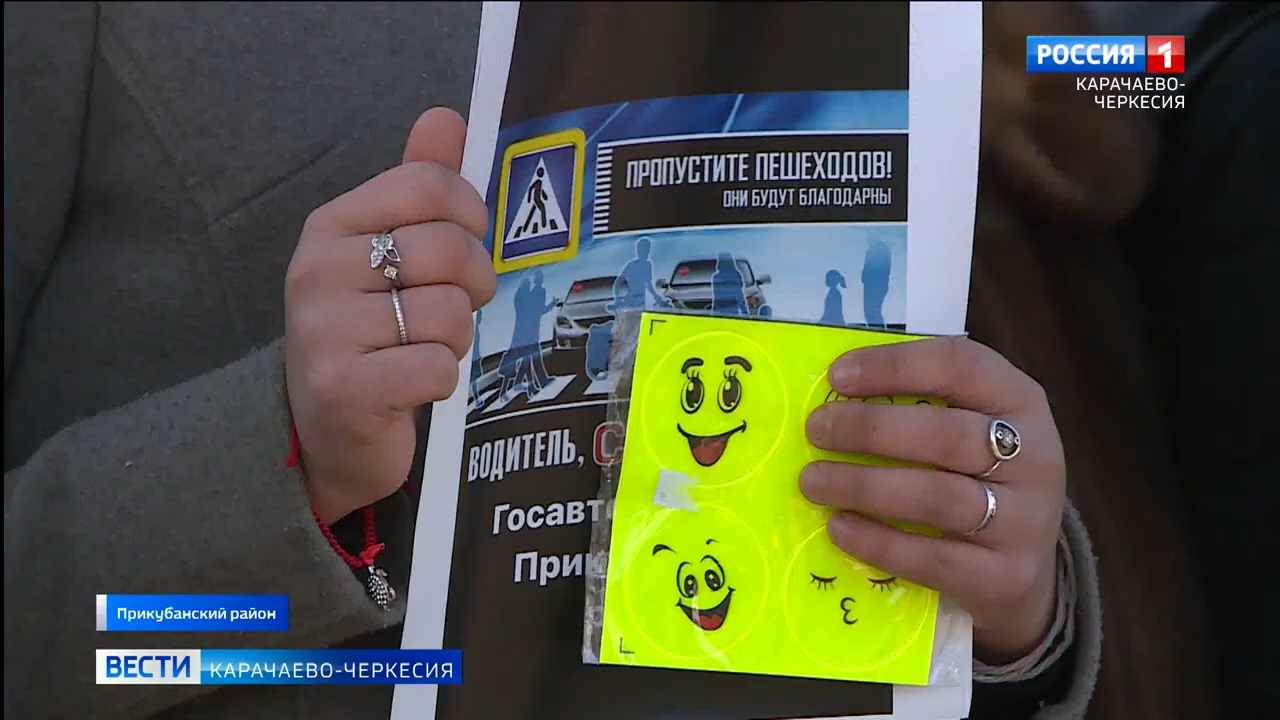 РОССИЯ 1
КАРАЧАЕВО-
ЧЕРКЕСИЯ
ПРОПУСТИТЕ ПЕШЕХОДОВ!
ОНИ БУДУТ БЛАГОДАРНЫ
ВОДИТЕЛЬ,
Прикубанский район
ВЕСТИ КАРАЧАЕВО-ЧЕРКЕСИЯ